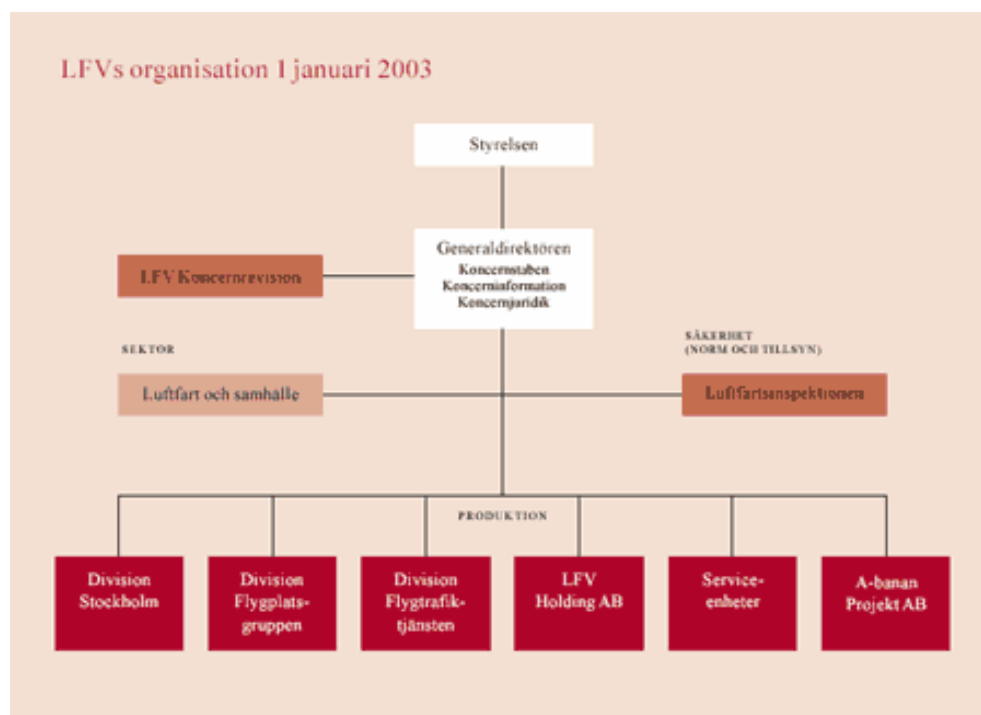 LFVs organisation 1 januari 2003
Styrelsen
Generaldirektören
Koncernstaben
Koncerninformation
Koncernjuridik
LFV Koncernrevision
SEKTOR
SÄKERHET
(NORM OCH TILLSYN)
Luftfart och samhälle
Luftfartsinspektionen
PRODUKTION
Division
Stockholm
Division
Flygplats-
gruppen
Division
Flygtrafik-
tjänsten
LFV
Holding AB
Service-
enheter
A-banan
Projekt AB